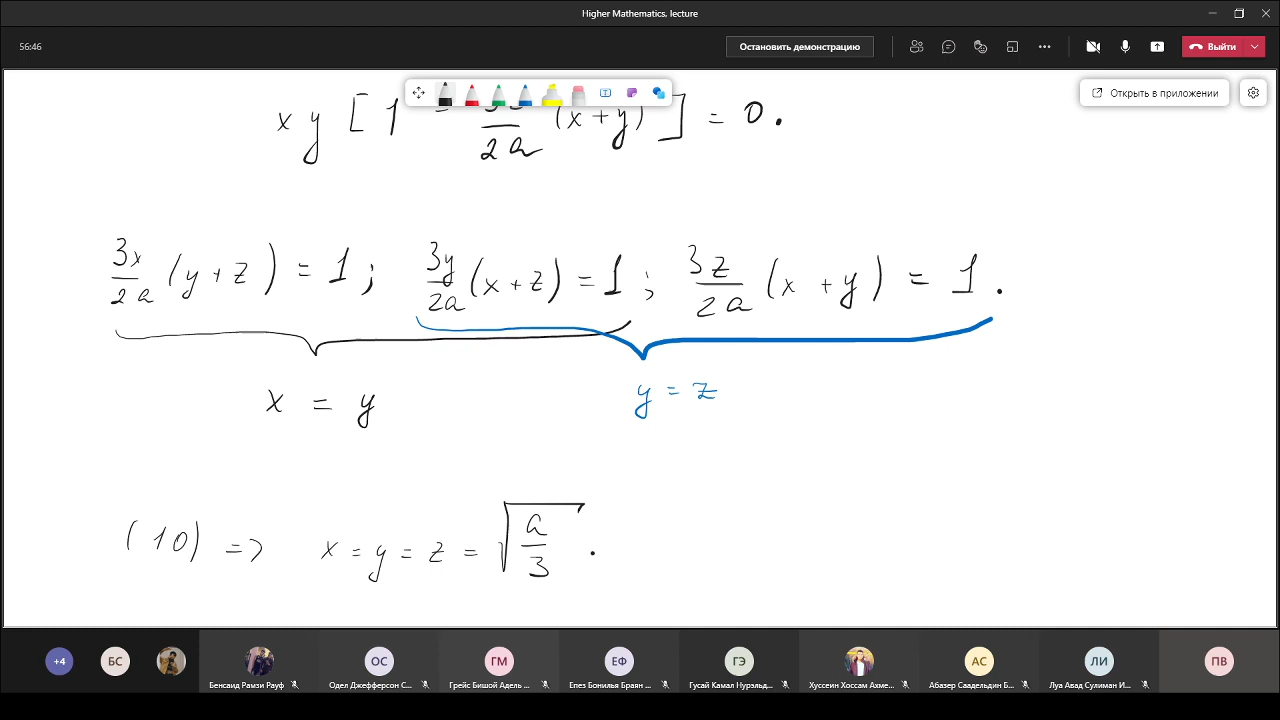 Higher Mathematics, lecture
56:46
Остановить демонстрацию
Выйти
Открыть в приложении
x y [ 1 - (x+y) ] = 0 .
2a
3x/2a (y+z) = 1 ; 3y/2a (x+z) = 1 ; 3z/2a (x+y) = 1 .
x = y
y = z
(10) => x = y = z = √(a/3) .
+4
БС
ОС
ГМ
ЕФ
ГЭ
АС
ЛИ
ПВ
Бенсаид Рамзи Рауф
Одел Джефферсон С...
Грейс Бишой Адель ...
Епез Бонилья Браян ...
Гусай Камал Нурэльд...
Хуссеин Хоссам Ахме...
Абазер Саадельдин Б...
Луа Авад Сулиман И...